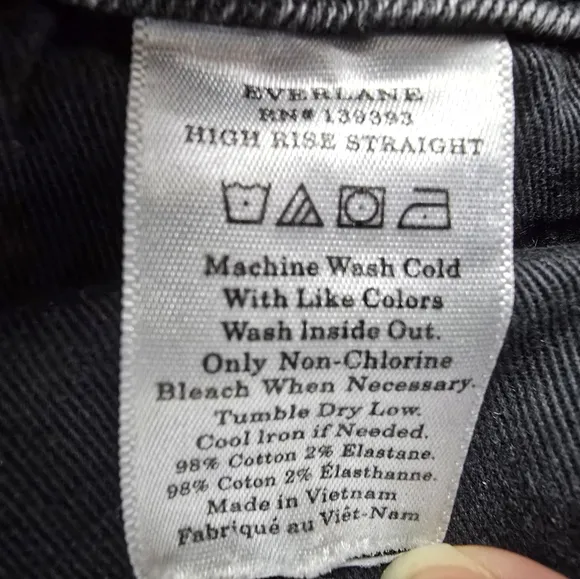 EVERLANE
RN# 139393
HIGH RISE STRAIGHT
Machine Wash Cold
With Like Colors
Wash Inside Out.
Only Non-Chlorine
Bleach When Necessary.
Tumble Dry Low.
Cool Iron if Needed.
98% Cotton 2% Elastane.
98% Coton 2% Élasthanne.
Made in Vietnam
Fabriqué au Viêt-Nam